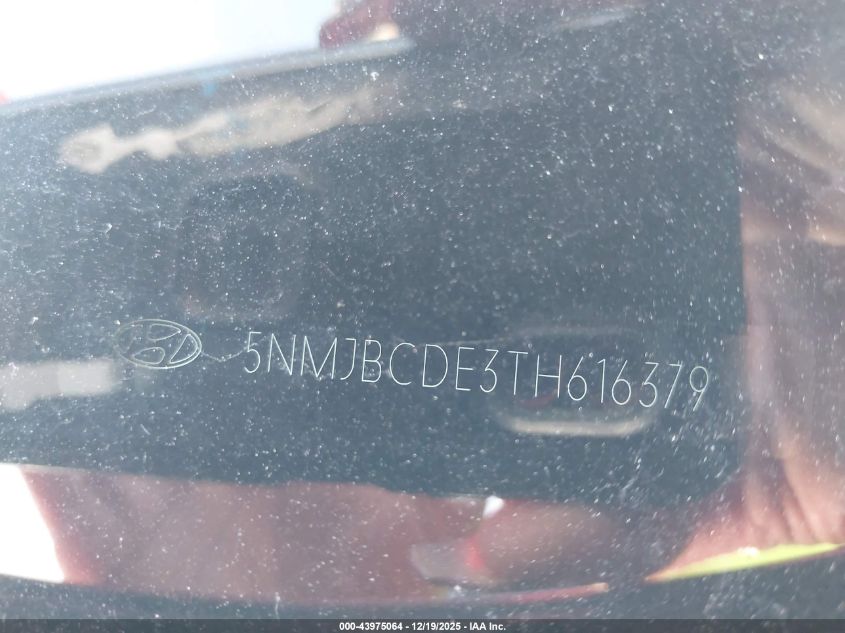 5NMJBCDE3TH616379
000-43975064 - 12/19/2025 - IAA Inc.